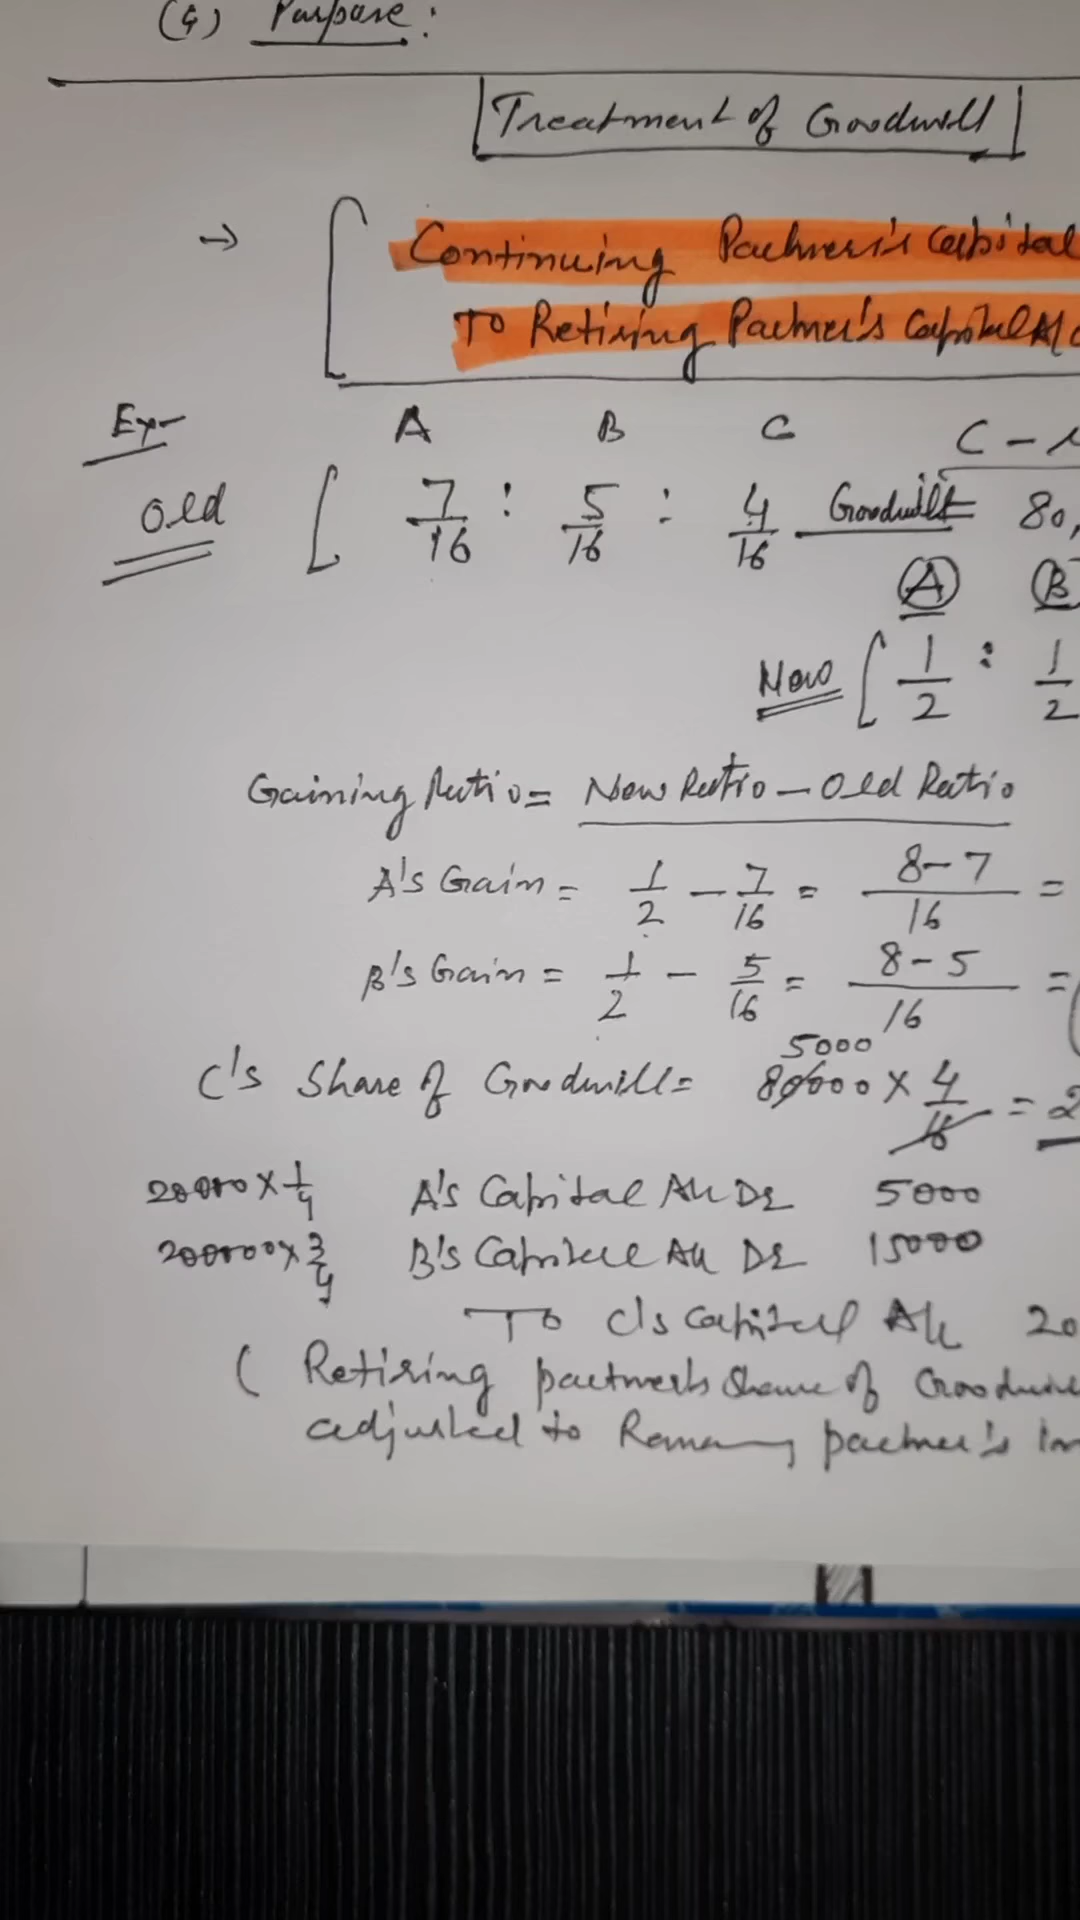 (4) Purpose:
Treatment of Goodwill
→ Continuing Partner's Capital
To Retiring Partner's Capital A/c
Ex- A B C C -
Old [ 7/16 : 5/16 : 4/16 Goodwill = 80,
A B
New [ 1/2 : 1/2
Gaining Ratio = New Ratio - Old Ratio
A's Gain = 1/2 - 7/16 = 8-7/16 =
B's Gain = 1/2 - 5/16 = 8-5/16 =
5000
C's Share of Goodwill = 80000 × 4/16 = 2
20000 × 1/4 A's Capital A/c Dr 5000
200000 × 3/4 B's Capital A/c Dr 15000
To C's Capital A/c 20
( Retiring partner's Share of Goodwill
adjusted to partner's in